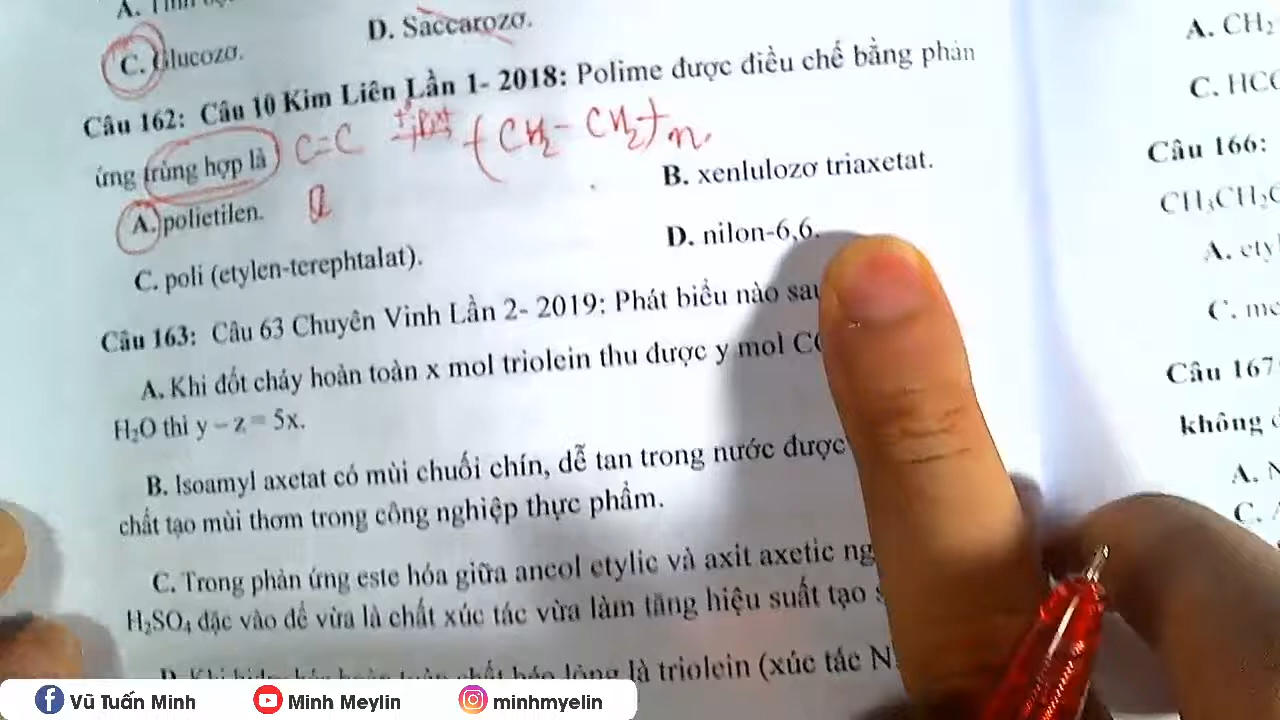 A.
C. Glucozơ.
D. Saccarozơ.
Câu 162: Câu 10 Kim Liên Lần 1- 2018: Polime được điều chế bằng phản
ứng trùng hợp là
C=C
(CH2 - CH2)n
A. polietilen.
B. xenlulozơ triaxetat.
C. poli (etylen-terephtalat).
D. nilon-6,6.
Câu 163: Câu 63 Chuyên Vinh Lần 2- 2019: Phát biểu nào sau
A. Khi đốt cháy hoàn toàn x mol triolein thu được y mol
H₂O thì y – z = 5x.
B. Isoamyl axetat có mùi chuối chín, dễ tan trong nước được
chất tạo mùi thơm trong công nghiệp thực phẩm.
C. Trong phản ứng este hóa giữa ancol etylic và axit axetic
H₂SO₄ đặc vào để vừa là chất xúc tác vừa làm tăng hiệu suất tạo
là triolein (xúc tác
A. CH₂
C.
Câu 166:
CH₃CH₂
A.
C.
Câu 167
không
A.
C.
Vũ Tuấn Minh
Minh Meylin
minhmyelin